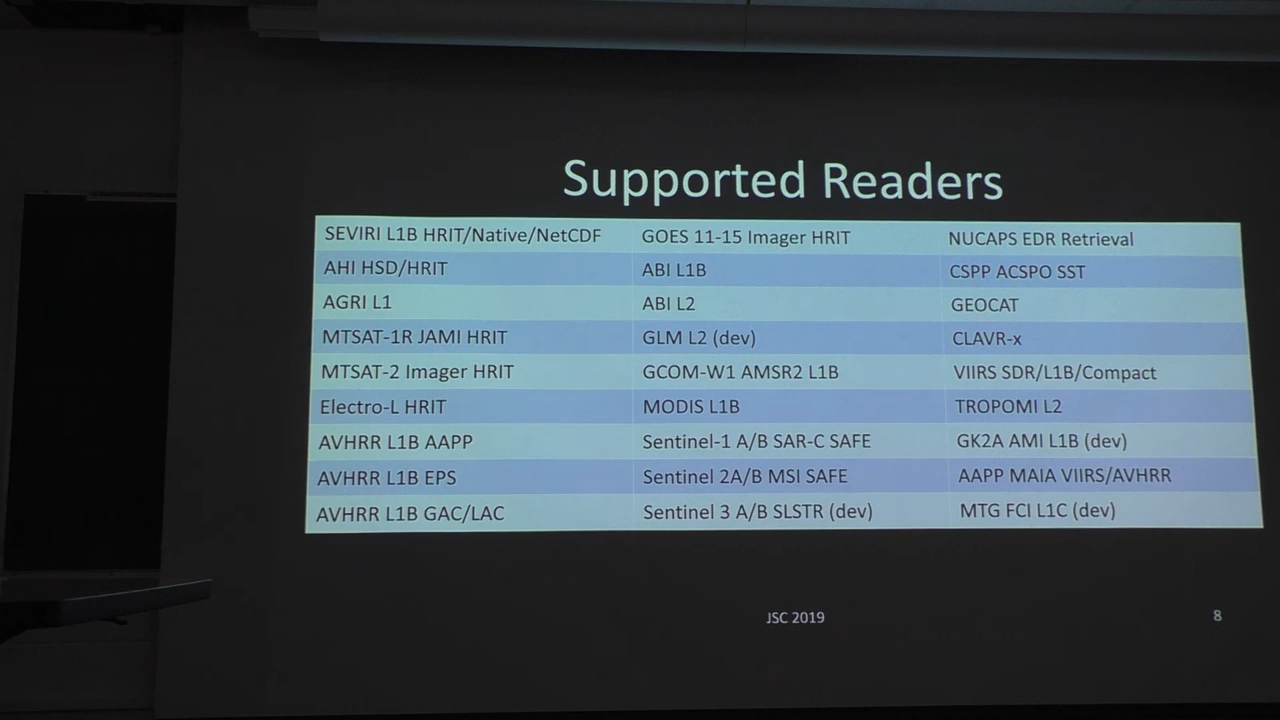 Supported Readers
SEVIRI L1B HRIT/Native/NetCDF GOES 11-15 Imager HRIT NUCAPS EDR Retrieval
AHI HSD/HRIT ABI L1B CSPP ACSPO SST
AGRI L1 ABI L2 GEOCAT
MTSAT-1R JAMI HRIT GLM L2 (dev) CLAVR-x
MTSAT-2 Imager HRIT GCOM-W1 AMSR2 L1B VIIRS SDR/L1B/Compact
Electro-L HRIT MODIS L1B TROPOMI L2
AVHRR L1B AAPP Sentinel-1 A/B SAR-C SAFE GK2A AMI L1B (dev)
AVHRR L1B EPS Sentinel 2A/B MSI SAFE AAPP MAIA VIIRS/AVHRR
AVHRR L1B GAC/LAC Sentinel 3 A/B SLSTR (dev) MTG FCI L1C (dev)
JSC 2019 8